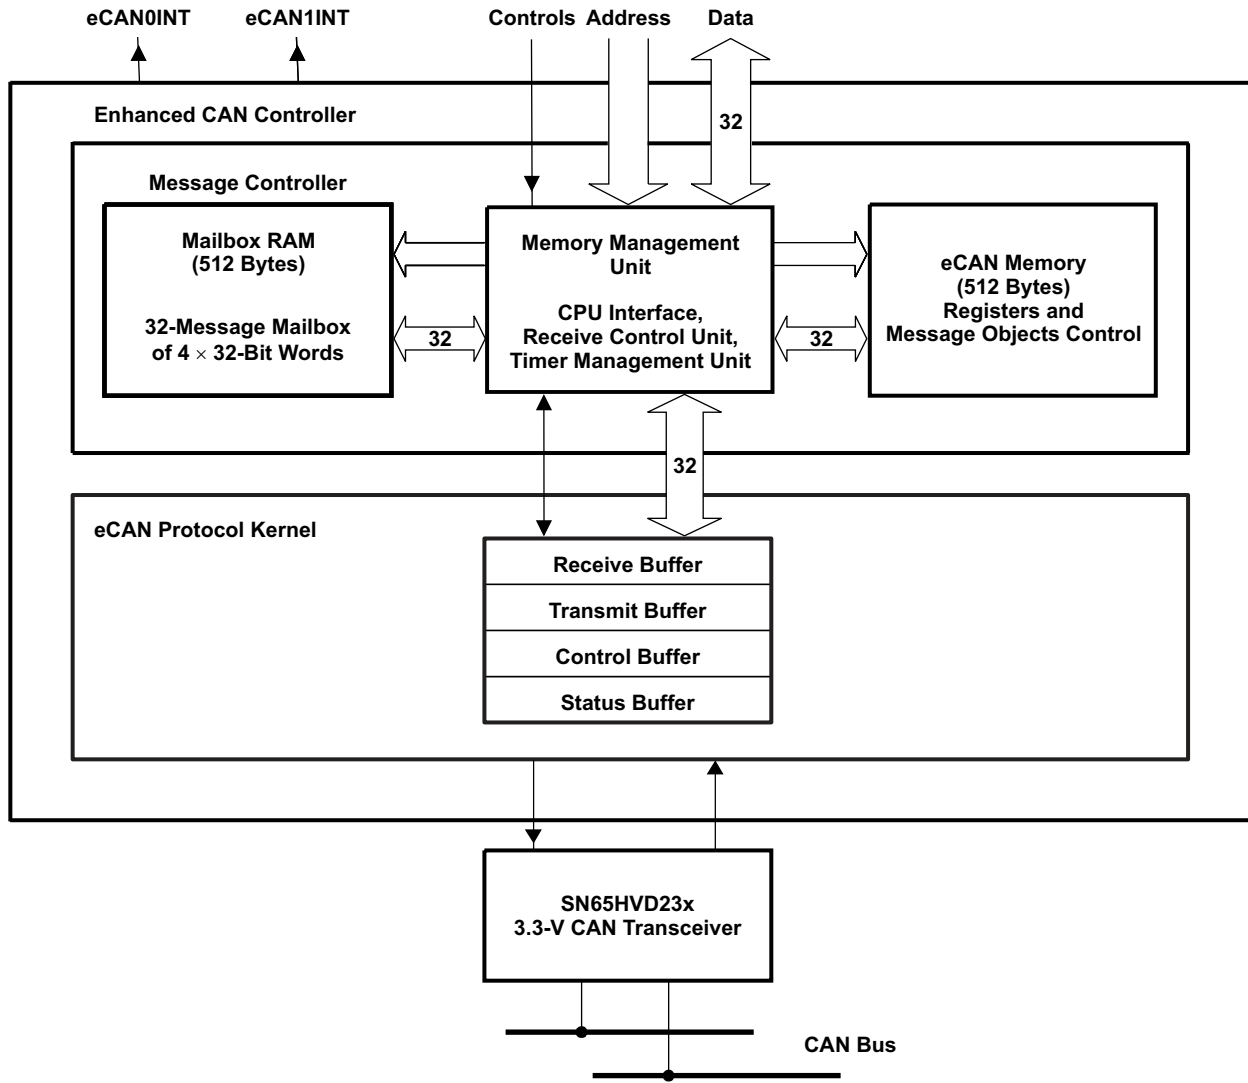 eCAN0INT eCAN1INT Controls Address Data
32
Enhanced CAN Controller
Message Controller
Mailbox RAM
(512 Bytes)
32-Message Mailbox
of 4 × 32-Bit Words
32
Memory Management
Unit
CPU Interface,
Receive Control Unit,
Timer Management Unit
32
eCAN Memory
(512 Bytes)
Registers and
Message Objects Control
32
eCAN Protocol Kernel
Receive Buffer
Transmit Buffer
Control Buffer
Status Buffer
SN65HVD23x
3.3-V CAN Transceiver
CAN Bus